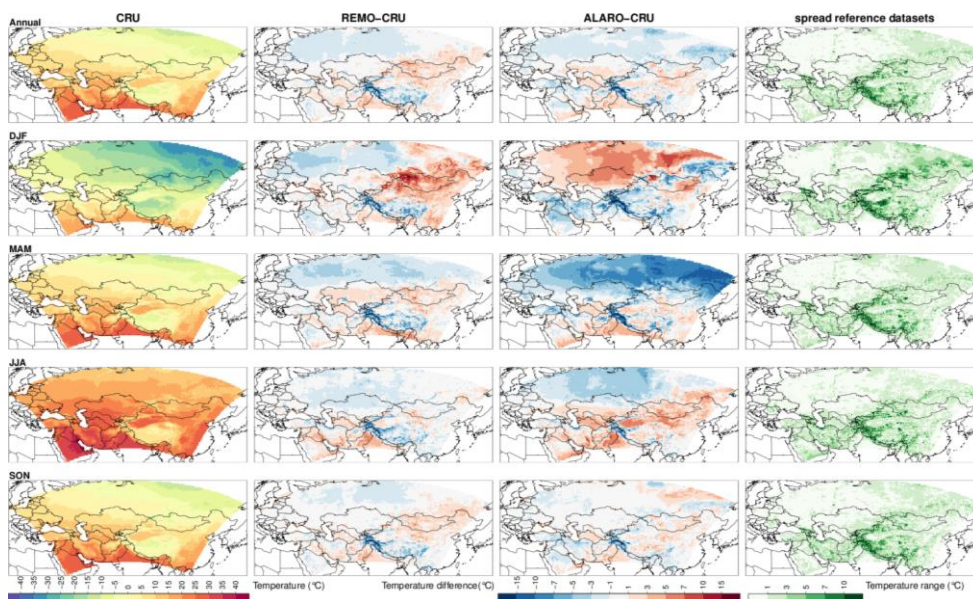 CRU REMO−CRU ALARO−CRU spread reference datasets
Annual
DJF
MAM
JJA
SON
Temperature (°C) Temperature difference(°C) Temperature range (°C)
-40 -35 -30 -25 -20 -15 -10 -5 0 5 10 15 20 25 30 35 40
-15 -10 -7 -5 -3 -1 1 3 5 7 10 15
1 3 5 7 10